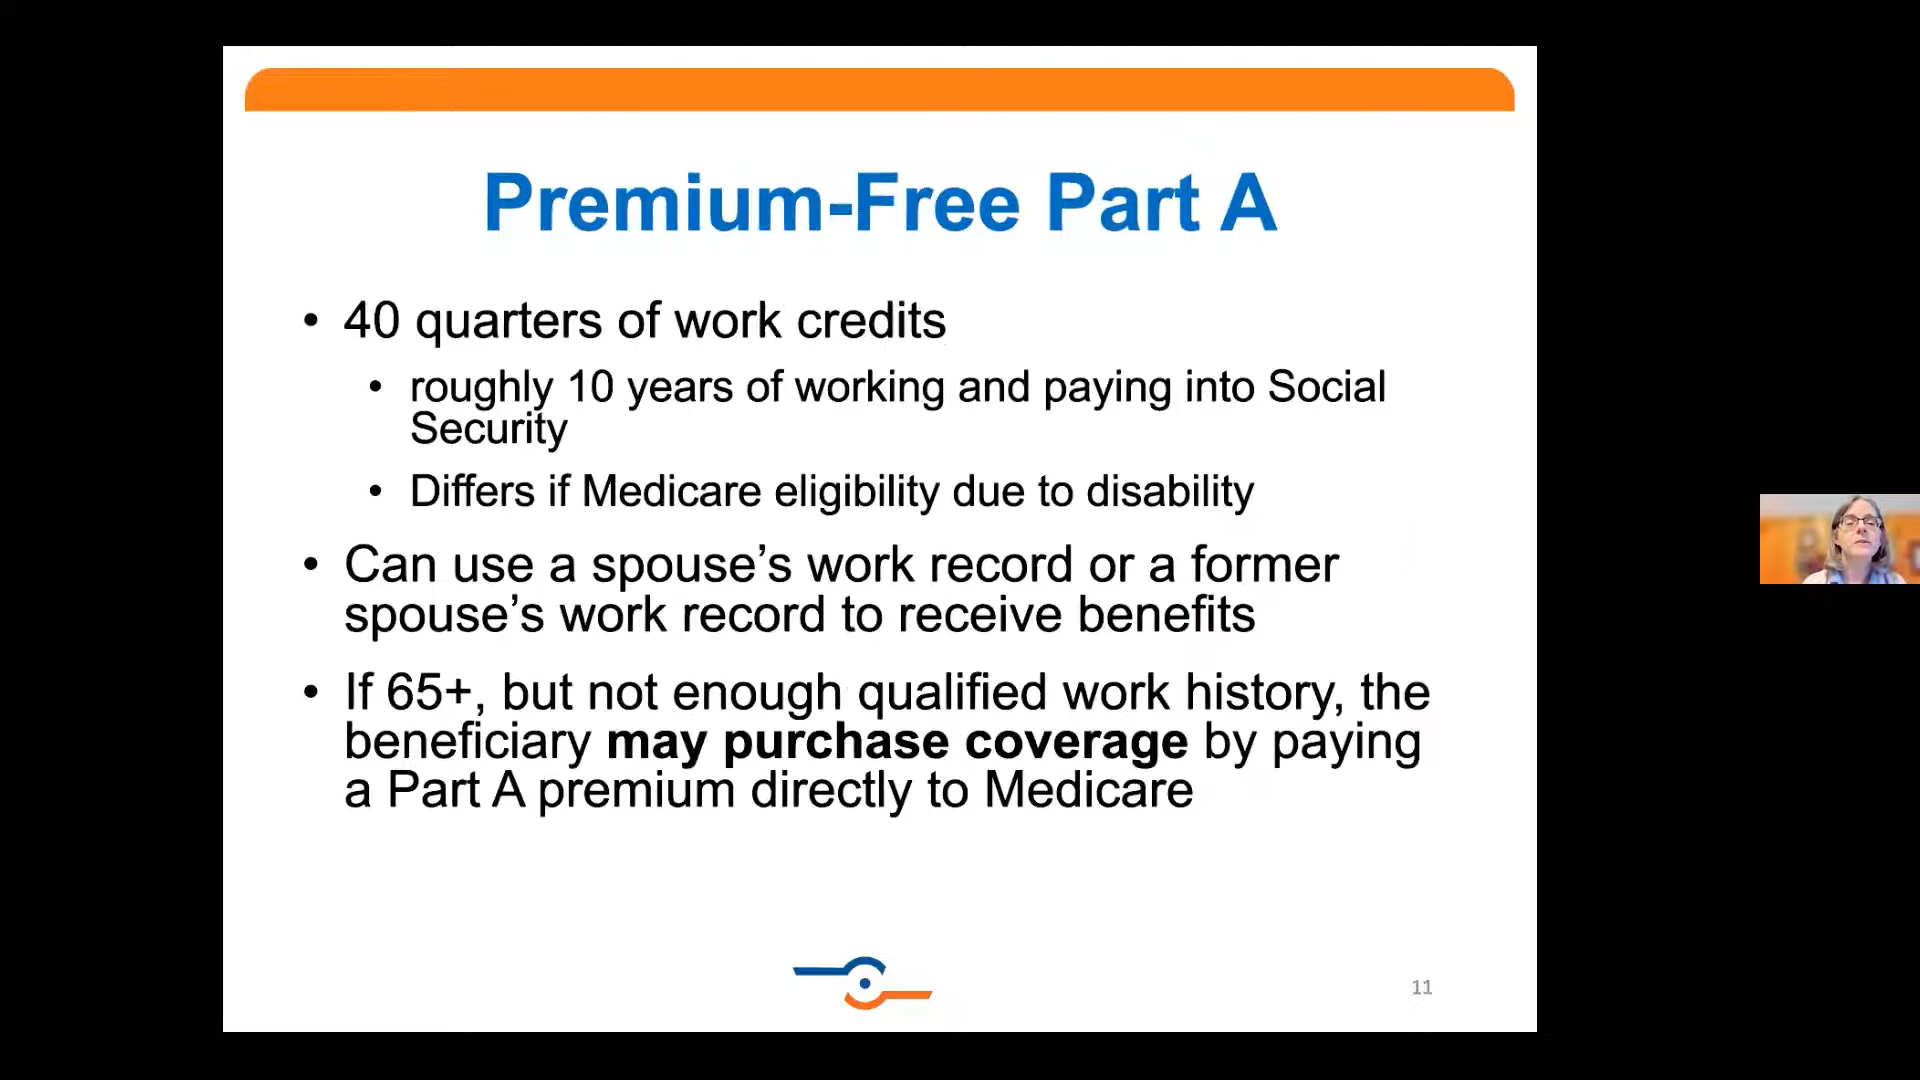 Premium-Free Part A
• 40 quarters of work credits
• roughly 10 years of working and paying into Social
Security
• Differs if Medicare eligibility due to disability
• Can use a spouse’s work record or a former
spouse’s work record to receive benefits
• If 65+, but not enough qualified work history, the
beneficiary may purchase coverage by paying
a Part A premium directly to Medicare
11